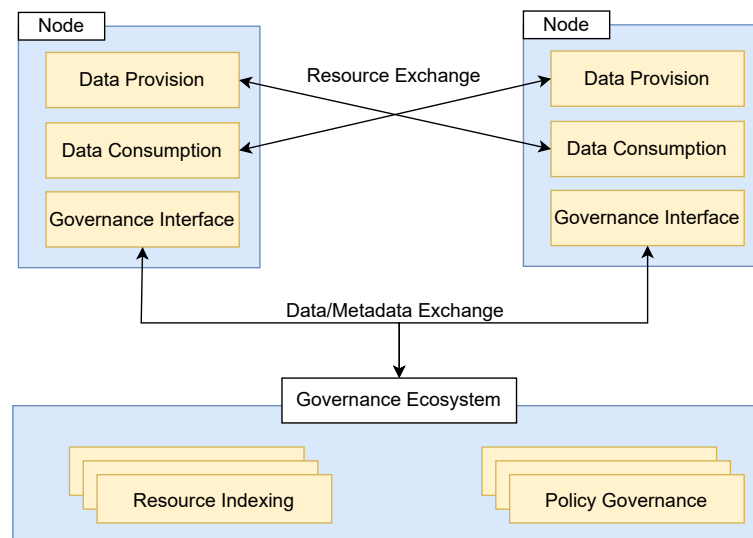 Node
Node
Data Provision
Resource Exchange
Data Provision
Data Consumption
Data Consumption
Governance Interface
Governance Interface
Data/Metadata Exchange
Governance Ecosystem
Resource Indexing
Policy Governance